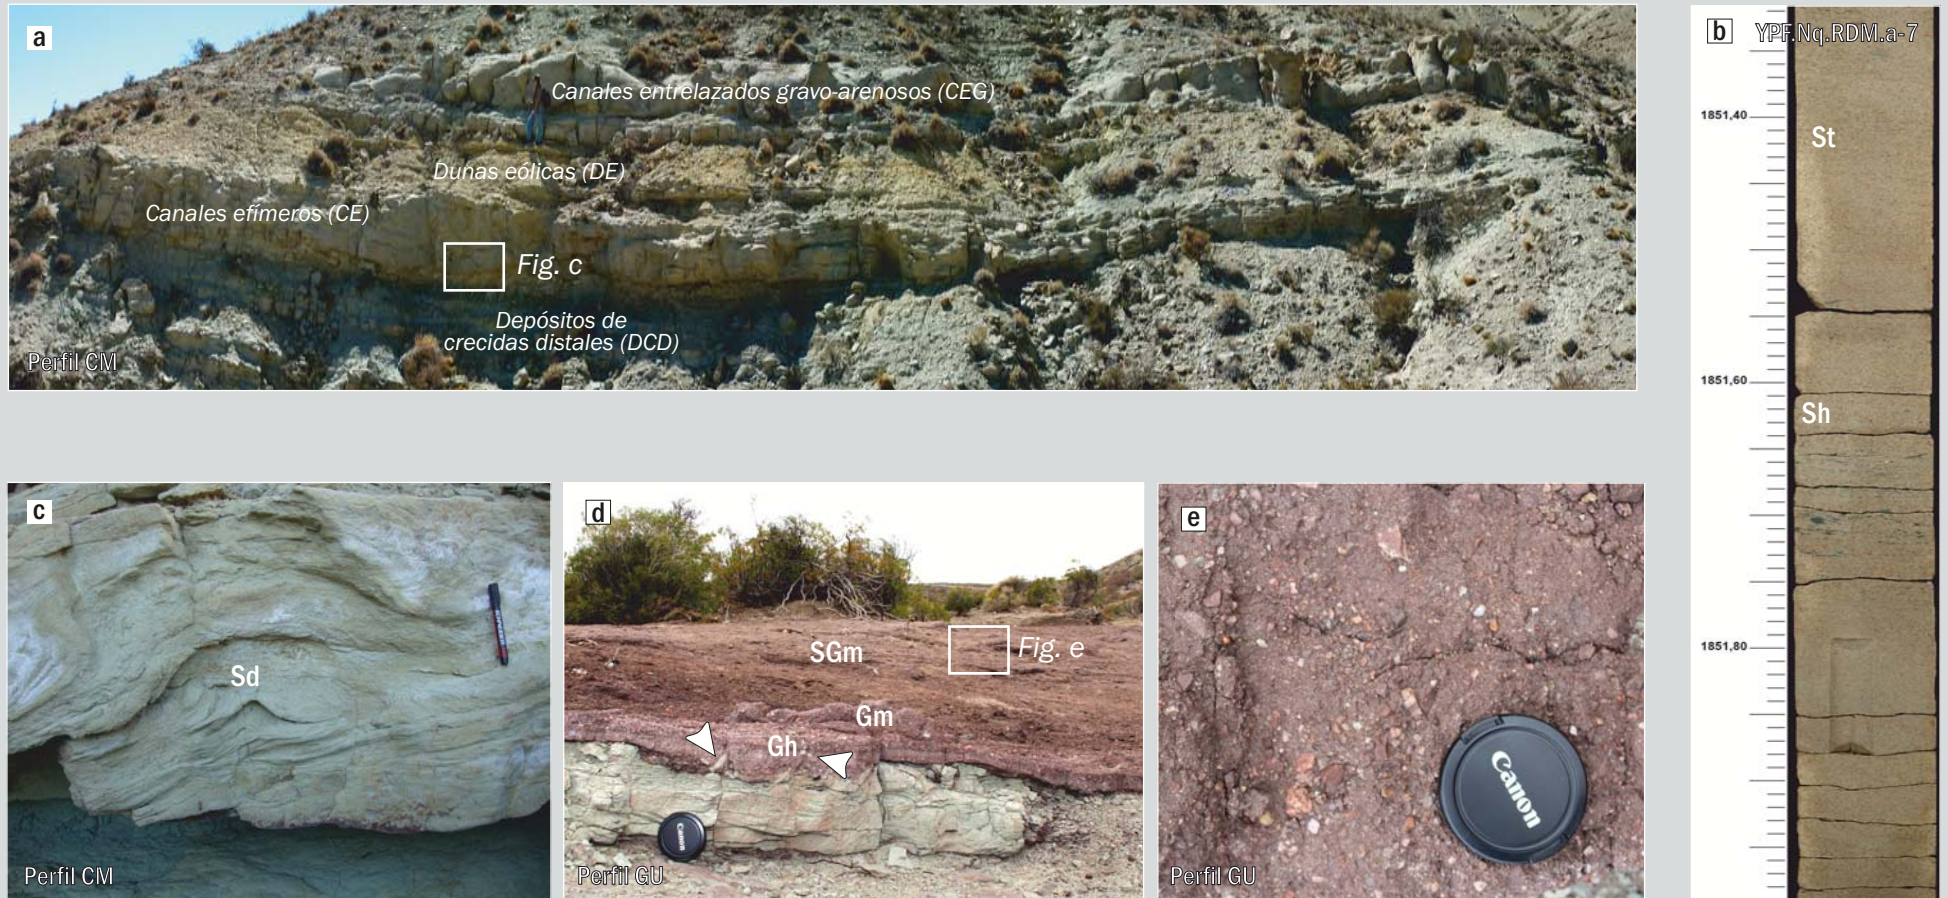 a
Canales entrelazados gravo-arenosos (CEG)
Dunas eólicas (DE)
Canales efímeros (CE)
Fig. c
Depósitos de
crecidas distales (DCD)
Perfil CM
b
YPF.Nq.RDM.a-7
1851,40
St
1851,60
Sh
1851,80
c
Sd
Perfil CM
d
SGm
Fig. e
Gm
Gh
Canon
Perfil GU
e
Canon
Perfil GU